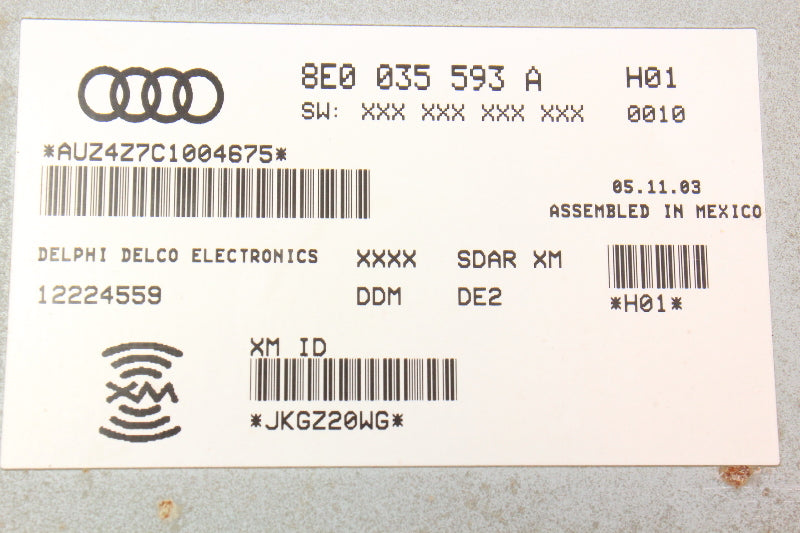 8E0 035 593 A H01
SW: XXX XXX XXX XXX 0010
*AUZ4Z7C1004675*
05.11.03
ASSEMBLED IN MEXICO
DELPHI DELCO ELECTRONICS XXXX SDAR XM
12224559 DDM DE2
*H01*
XM ID
XM
*JKGZ20WG*